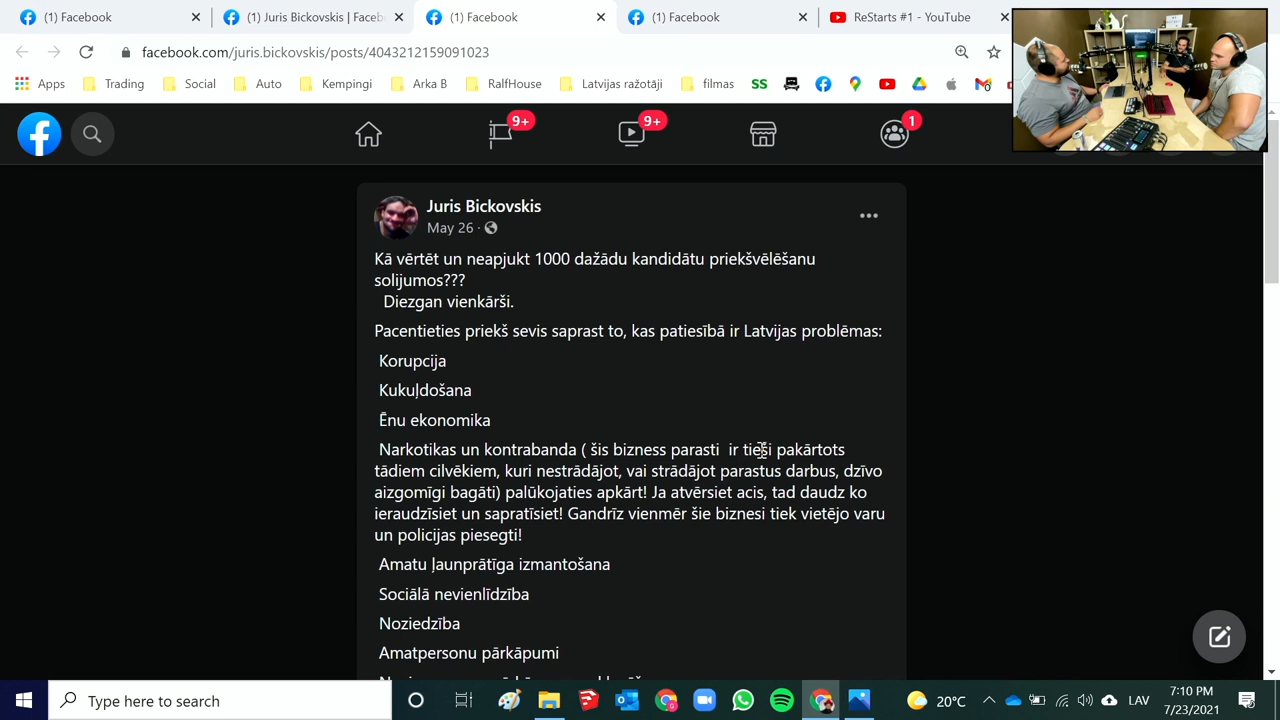 (1) Facebook
(1) Juris Bickovskis | Faceb
(1) Facebook
(1) Facebook
ReStarts #1 - YouTube
facebook.com/juris.bickovskis/posts/4043212159091023
Apps
Trading
Social
Auto
Kempingi
Arka B
RalfHouse
Latvijas ražotāji
filmas
SS
9+
9+
1
Juris Bickovskis
May 26 ·
Kā vērtēt un neapjukt 1000 dažādu kandidātu priekšvēlēšanu
solijumos???
Diezgan vienkārši.
Pacentieties priekš sevis saprast to, kas patiesībā ir Latvijas problēmas:
Korupcija
Kukuļdošana
Ēnu ekonomika
Narkotikas un kontrabanda ( šis bizness parasti ir tieši pakārtots
tādiem cilvēkiem, kuri nestrādājot, vai strādājot parastus darbus, dzīvo
aizgomīgi bagāti) palūkojaties apkārt! Ja atvērsiet acis, tad daudz ko
ieraudzīsiet un sapratīsiet! Gandrīz vienmēr šie biznesi tiek vietējo varu
un policijas piesegti!
Amatu ļaunprātīga izmantošana
Sociālā nevienlīdzība
Noziedzība
Amatpersonu pārkāpumi
Type here to search
20°C
LAV
7:10 PM
7/23/2021